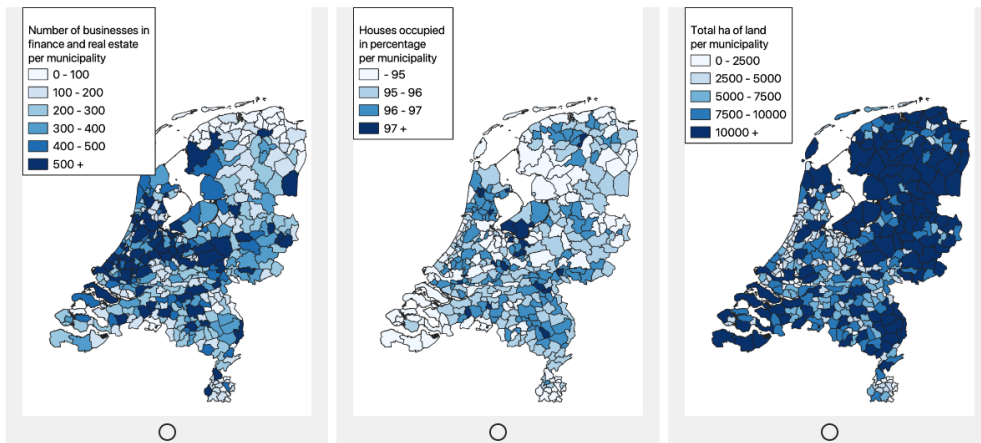 Number of businesses in
finance and real estate
per municipality
0 - 100
100 - 200
200 - 300
300 - 400
400 - 500
500 +
Houses occupied
in percentage
per municipality
- 95
95 - 96
96 - 97
97 +
Total ha of land
per municipality
0 - 2500
2500 - 5000
5000 - 7500
7500 - 10000
10000 +